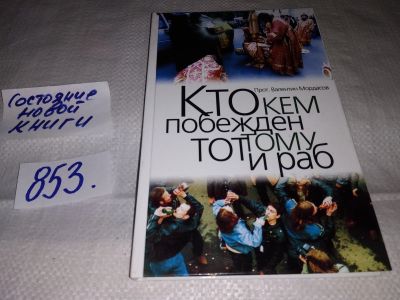 Состояние
новой
книги
853.
Прот. Валентин Мордасов
Кто кем
побежден
тот тому
и раб